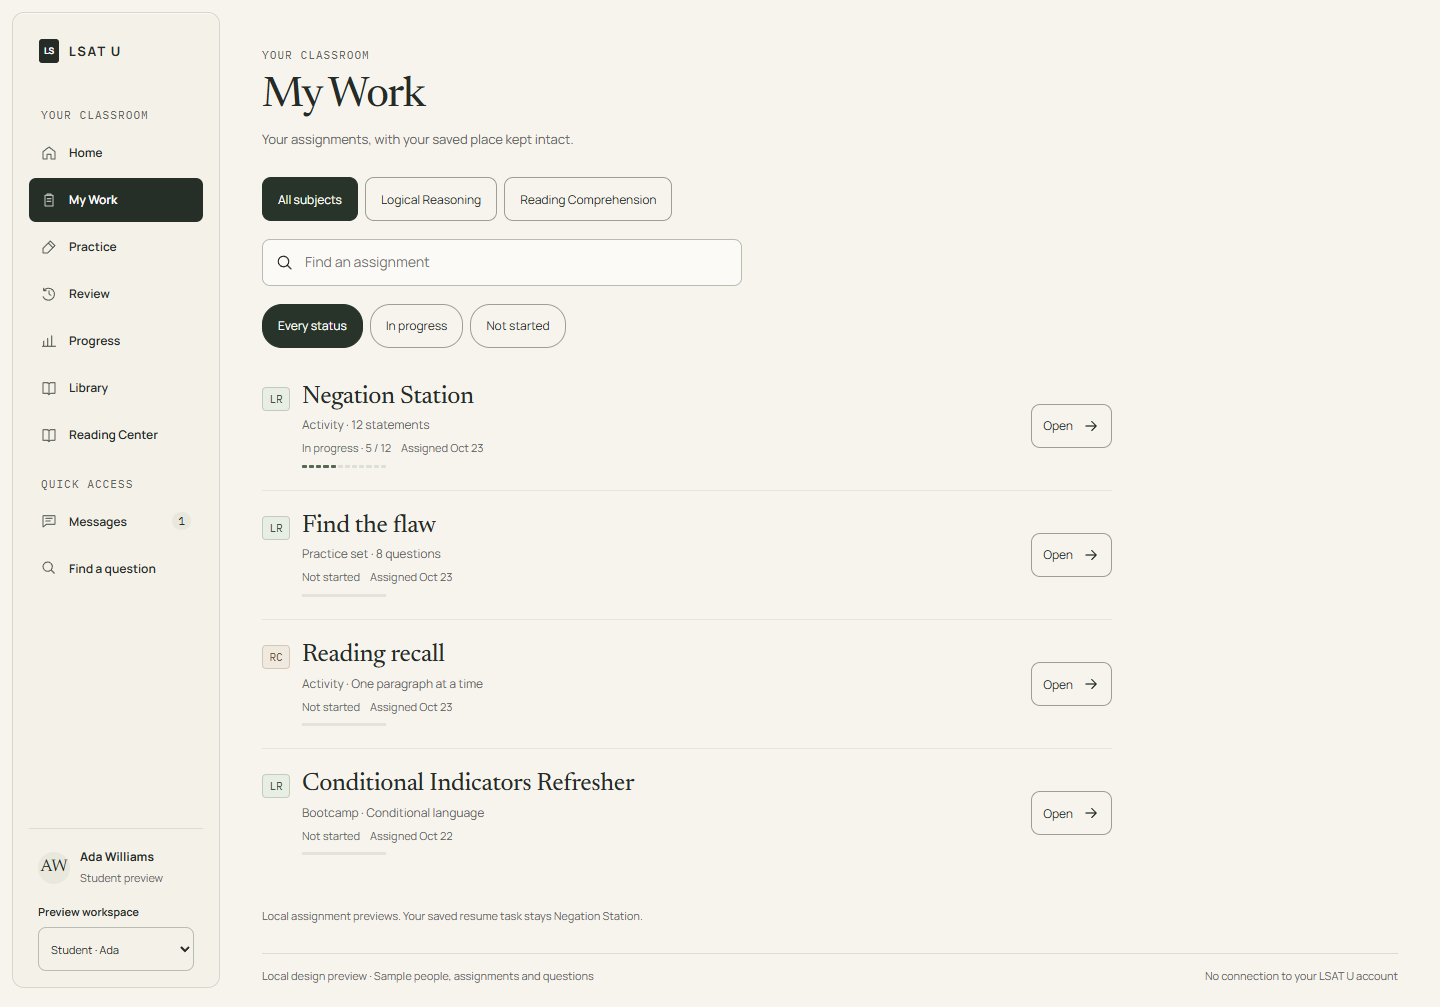 LS LSAT U
YOUR CLASSROOM
Home
My Work
Practice
Review
Progress
Library
Reading Center
QUICK ACCESS
Messages 1
Find a question
AW Ada Williams
Student preview
Preview workspace
Student · Ada
YOUR CLASSROOM
My Work
Your assignments, with your saved place kept intact.
All subjects Logical Reasoning Reading Comprehension
Find an assignment
Every status In progress Not started
LR Negation Station
Activity · 12 statements
In progress · 5 / 12 Assigned Oct 23
Open
LR Find the flaw
Practice set · 8 questions
Not started Assigned Oct 23
Open
RC Reading recall
Activity · One paragraph at a time
Not started Assigned Oct 23
Open
LR Conditional Indicators Refresher
Bootcamp · Conditional language
Not started Assigned Oct 22
Open
Local assignment previews. Your saved resume task stays Negation Station.
Local design preview · Sample people, assignments and questions No connection to your LSAT U account